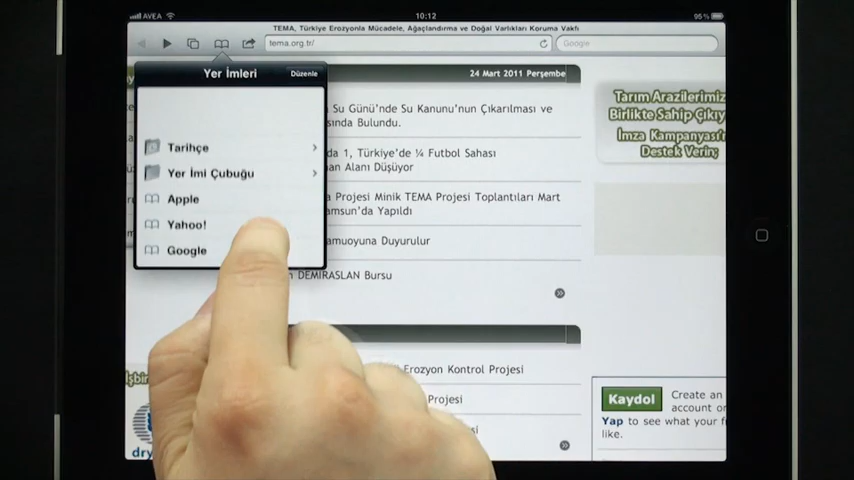 AVEA
10:12
95%
TEMA, Türkiye Erozyonla Mücadele, Ağaçlandırma ve Doğal Varlıkları Koruma Vakfı
tema.org.tr/
Google
Yer İmleri
Düzenle
Tarihçe
Yer İmi Çubuğu
Apple
Yahoo!
Google
24 Mart 2011 Perşembe
Su Günü'nde Su Kanunu'nun Çıkarılması ve
sında Bulundu.
da 1, Türkiye'de ¼ Futbol Sahası
an Alanı Düşüyor
a Projesi Minik TEMA Projesi Toplantıları Mart
amsun'da Yapıldı
amuoyuna Duyurulur
n DEMİRASLAN Bursu
Erozyon Kontrol Projesi
Projesi
Tarım Arazilerimiz
Birlikte Sahip Çıkıy
İmza Kampanyası'n
Destek Verin;
Kaydol
Create an
account or
Yap to see what your f
like.
dry